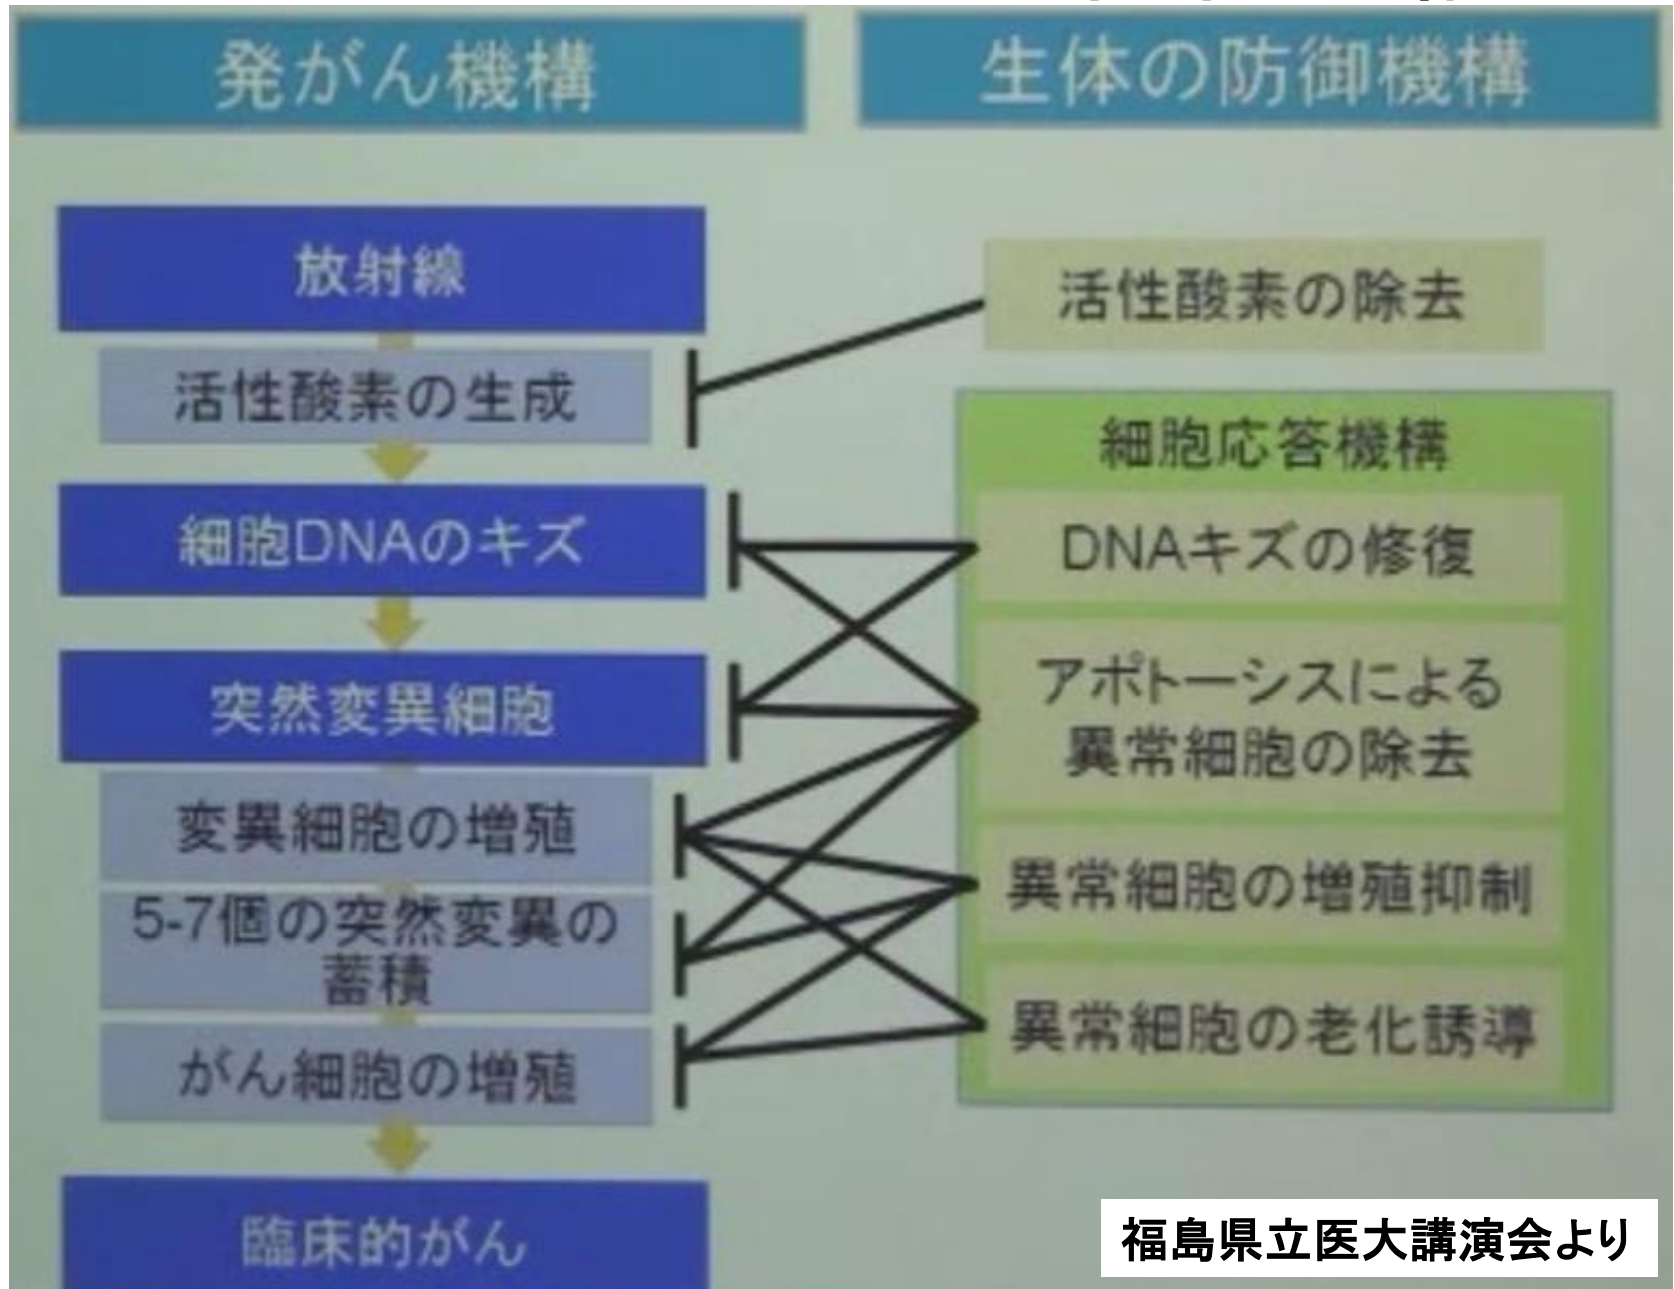 発がん機構
生体の防御機構
放射線
活性酸素の生成
細胞DNAのキズ
突然変異細胞
変異細胞の増殖
5-7個の突然変異の
蓄積
がん細胞の増殖
臨床的がん
活性酸素の除去
細胞応答機構
DNAキズの修復
アポトーシスによる
異常細胞の除去
異常細胞の増殖抑制
異常細胞の老化誘導
福島県立医大講演会より